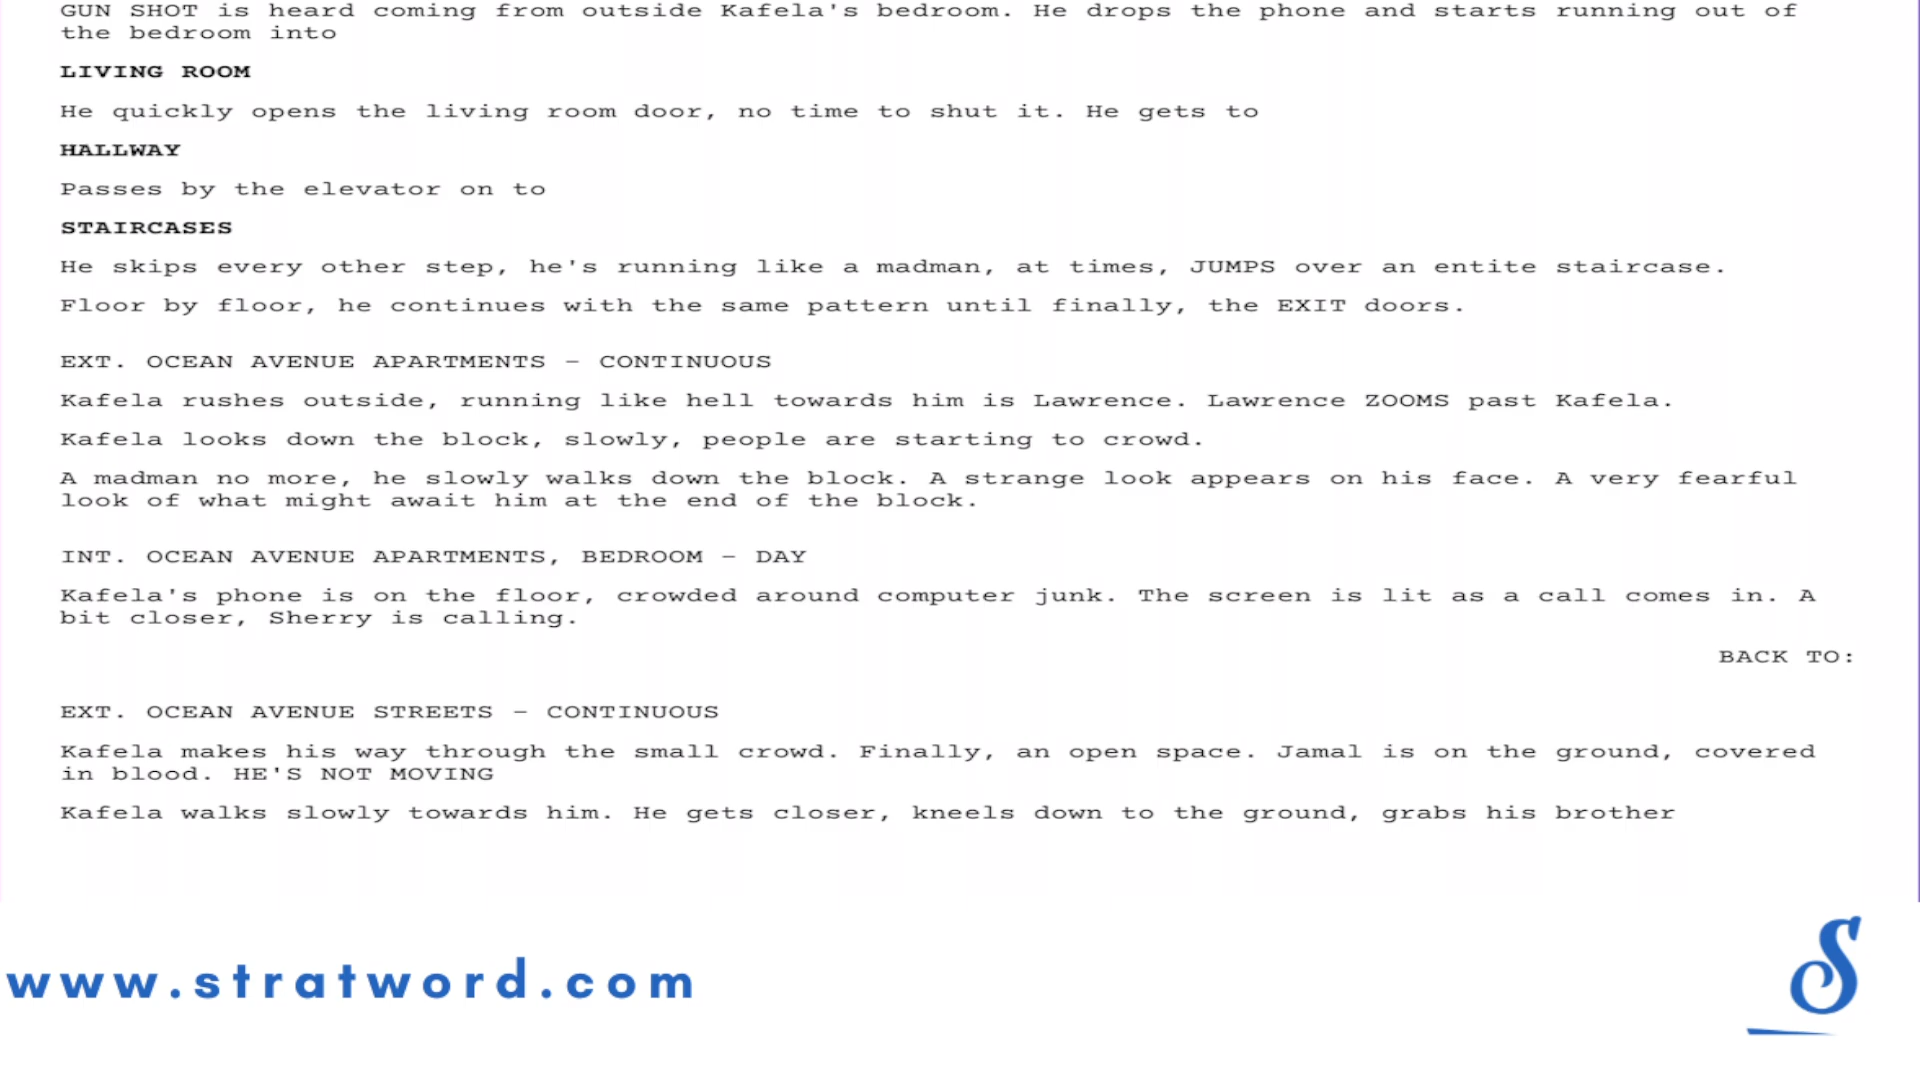 GUN SHOT is heard coming from outside Kafela's bedroom. He drops the phone and starts running out of
the bedroom into
LIVING ROOM
He quickly opens the living room door, no time to shut it. He gets to
HALLWAY
Passes by the elevator on to
STAIRCASES
He skips every other step, he's running like a madman, at times, JUMPS over an entite staircase.
Floor by floor, he continues with the same pattern until finally, the EXIT doors.
EXT. OCEAN AVENUE APARTMENTS - CONTINUOUS
Kafela rushes outside, running like hell towards him is Lawrence. Lawrence ZOOMS past Kafela.
Kafela looks down the block, slowly, people are starting to crowd.
A madman no more, he slowly walks down the block. A strange look appears on his face. A very fearful
look of what might await him at the end of the block.
INT. OCEAN AVENUE APARTMENTS, BEDROOM - DAY
Kafela's phone is on the floor, crowded around computer junk. The screen is lit as a call comes in. A
bit closer, Sherry is calling.
BACK TO:
EXT. OCEAN AVENUE STREETS - CONTINUOUS
Kafela makes his way through the small crowd. Finally, an open space. Jamal is on the ground, covered
in blood. HE'S NOT MOVING
Kafela walks slowly towards him. He gets closer, kneels down to the ground, grabs his brother
www.stratword.com
S